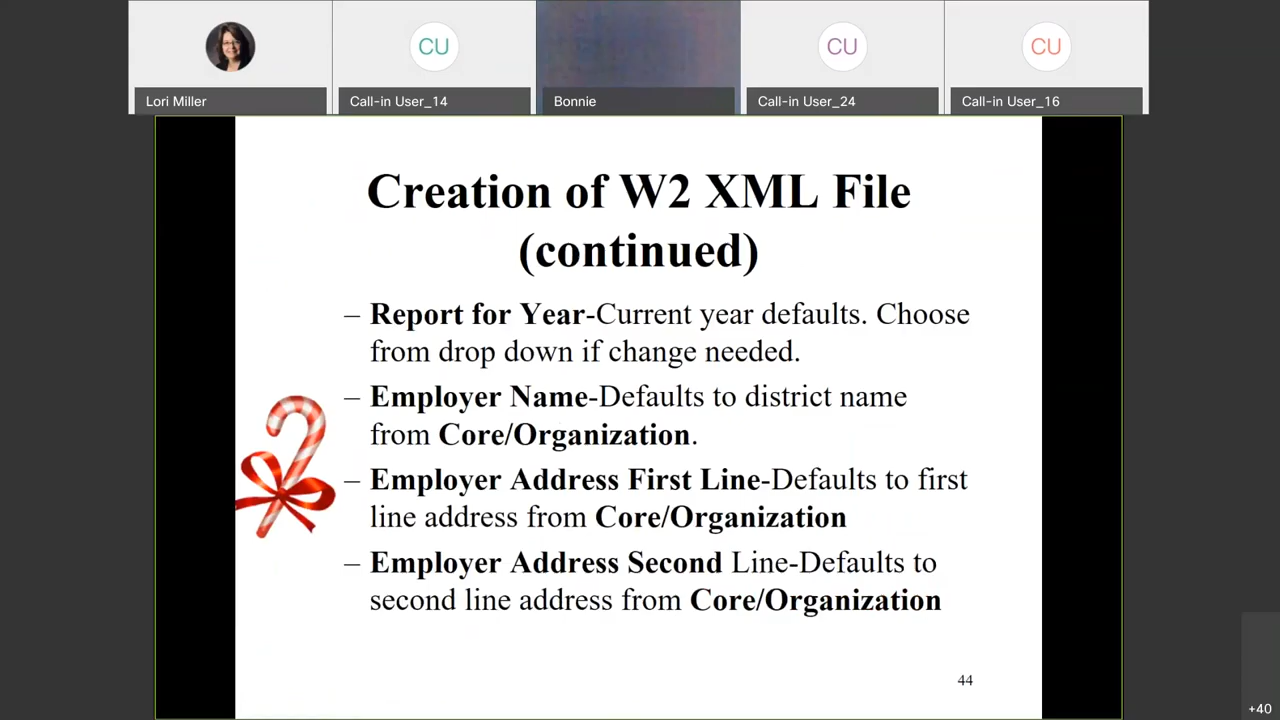 CU
CU
CU
Lori Miller
Call-in User_14
Bonnie
Call-in User_24
Call-in User_16
Creation of W2 XML File
(continued)
– Report for Year-Current year defaults. Choose
from drop down if change needed.
– Employer Name-Defaults to district name
from Core/Organization.
– Employer Address First Line-Defaults to first
line address from Core/Organization
– Employer Address Second Line-Defaults to
second line address from Core/Organization
44
+40